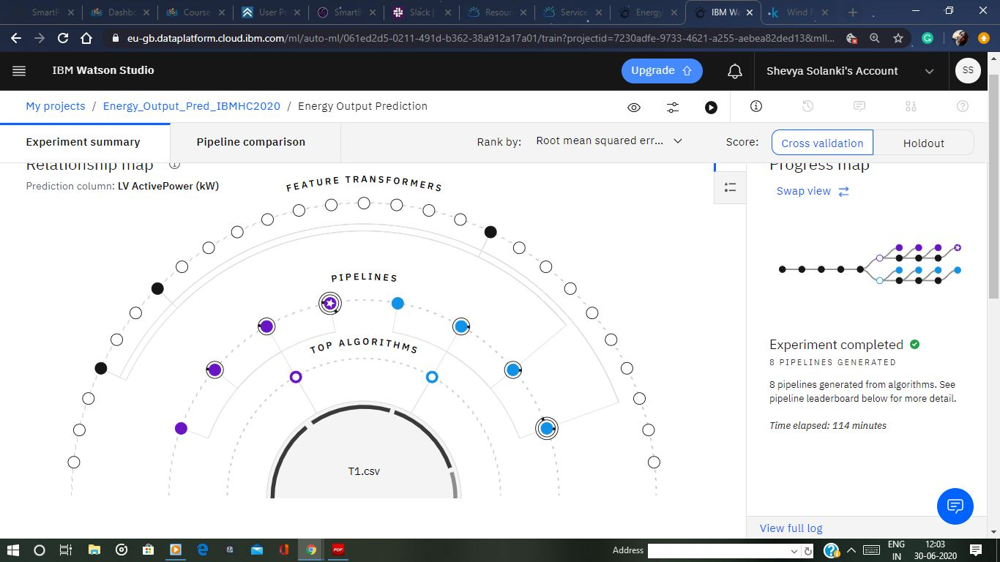 SmartP
Dashbo
Course
User Pr
SmartB
Slack |
Resour
Service
Energy
IBM Wa
Wind F
eu-gb.dataplatform.cloud.ibm.com/ml/auto-ml/061ed2d5-0211-491d-b362-38a912a17a01/train?projectid=7230adfe-9733-4621-a255-aebea82ded13&mll...
IBM Watson Studio
Upgrade
Shevya Solanki's Account
SS
My projects / Energy_Output_Pred_IBMHC2020 / Energy Output Prediction
Experiment summary
Pipeline comparison
Rank by: Root mean squared err...
Score: Cross validation Holdout
Relationship map
Prediction column: LV ActivePower (kW)
FEATURE TRANSFORMERS
PIPELINES
TOP ALGORITHMS
T1.csv
Progress map
Swap view
Experiment completed
8 PIPELINES GENERATED
8 pipelines generated from algorithms. See
pipeline leaderboard below for more detail.
Time elapsed: 114 minutes
View full log
PDF
Address
ENG
IN
12:03
30-06-2020